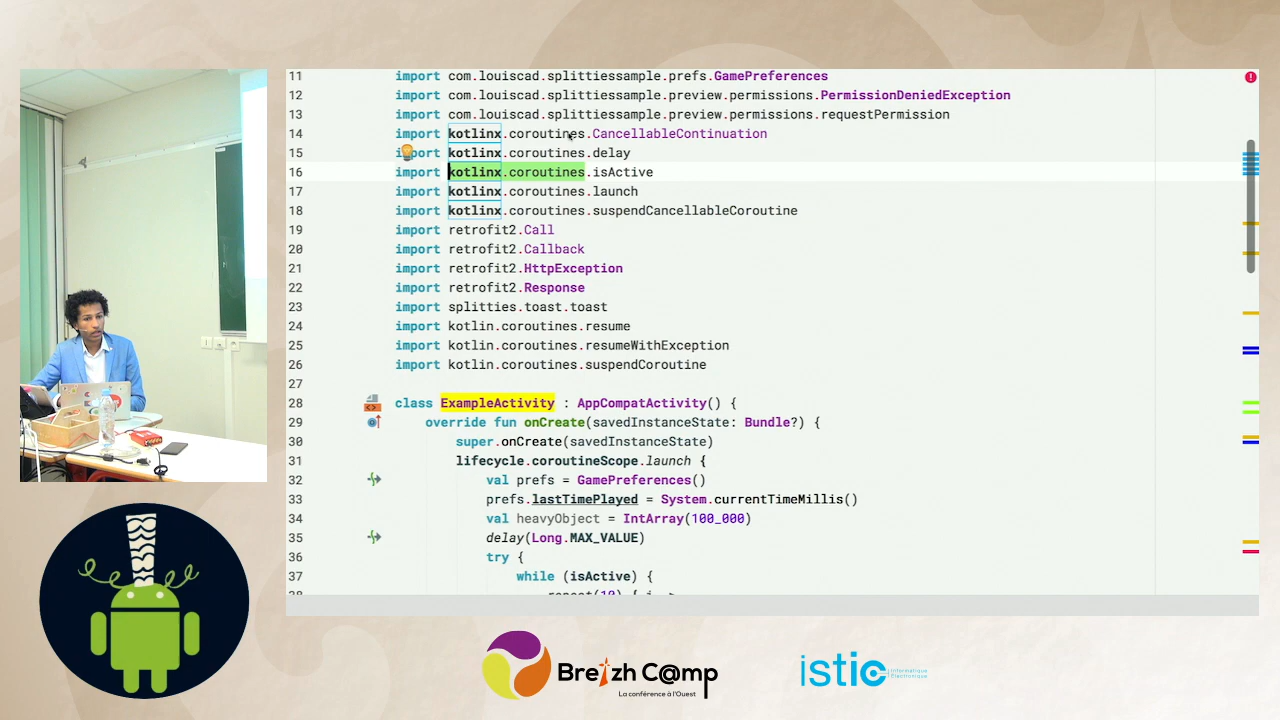 11 import com.louiscad.splittiessample.prefs.GamePreferences
12 import com.louiscad.splittiessample.preview.permissions.PermissionDeniedException
13 import com.louiscad.splittiessample.preview.permissions.requestPermission
14 import kotlinx.coroutines.CancellableContinuation
15 import kotlinx.coroutines.delay
16 import kotlinx.coroutines.isActive
17 import kotlinx.coroutines.launch
18 import kotlinx.coroutines.suspendCancellableCoroutine
19 import retrofit2.Call
20 import retrofit2.Callback
21 import retrofit2.HttpException
22 import retrofit2.Response
23 import splitties.toast.toast
24 import kotlin.coroutines.resume
25 import kotlin.coroutines.resumeWithException
26 import kotlin.coroutines.suspendCoroutine
27
28 class ExampleActivity : AppCompatActivity() {
29 override fun onCreate(savedInstanceState: Bundle?) {
30 super.onCreate(savedInstanceState)
31 lifecycle.coroutineScope.launch {
32 val prefs = GamePreferences()
33 prefs.lastTimePlayed = System.currentTimeMillis()
34 val heavyObject = IntArray(100_000)
35 delay(Long.MAX_VALUE)
36 try {
37 while (isActive) {
38 repeat(10) { i ->
Breizh C@mp
La conférence à l'Ouest
istic Informatique
Electronique